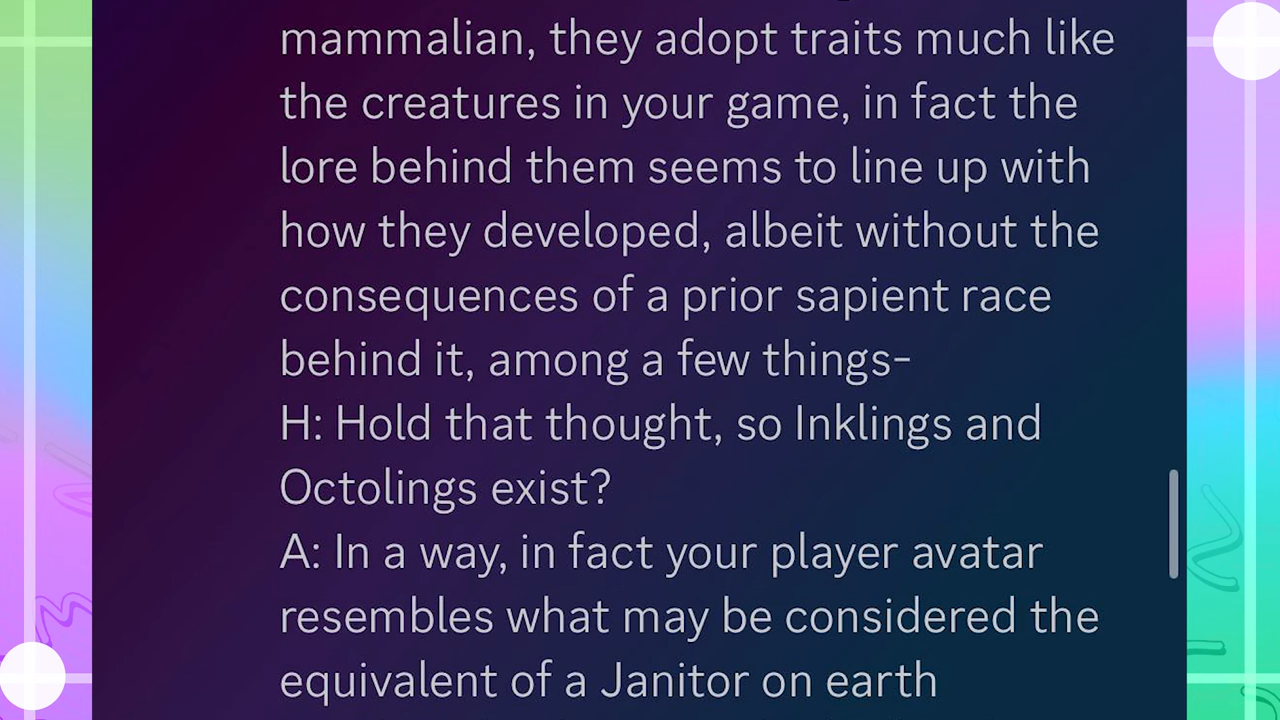 mammalian, they adopt traits much like
the creatures in your game, in fact the
lore behind them seems to line up with
how they developed, albeit without the
consequences of a prior sapient race
behind it, among a few things-
H: Hold that thought, so Inklings and
Octolings exist?
A: In a way, in fact your player avatar
resembles what may be considered the
equivalent of a Janitor on earth